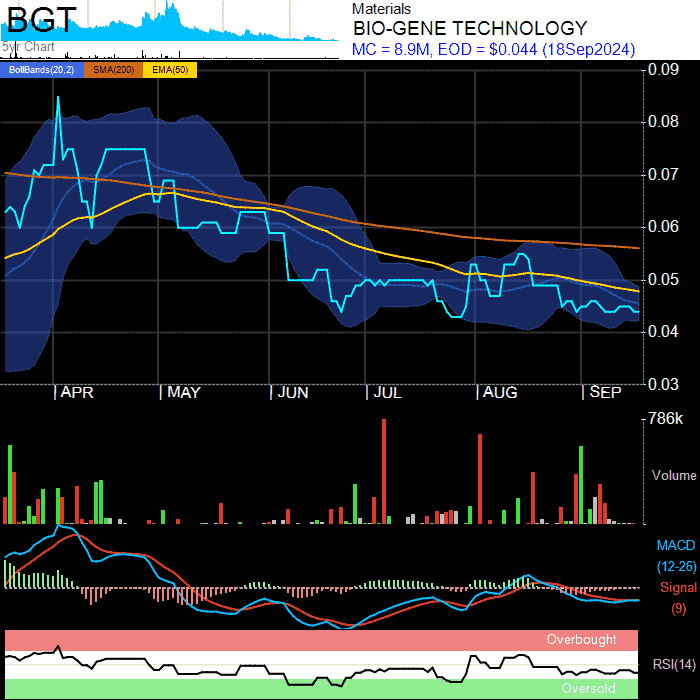 BGT
5yr Chart
Materials
BIO-GENE TECHNOLOGY
MC = 8.9M, EOD = $0.044 (18Sep2024)
BollBands(20,2) SMA(200) EMA(50)
0.09
0.08
0.07
0.06
0.05
0.04
0.03
APR MAY JUN JUL AUG SEP
786k
Volume
MACD
(12-26)
Signal
(9)
Overbought
RSI(14)
Oversold